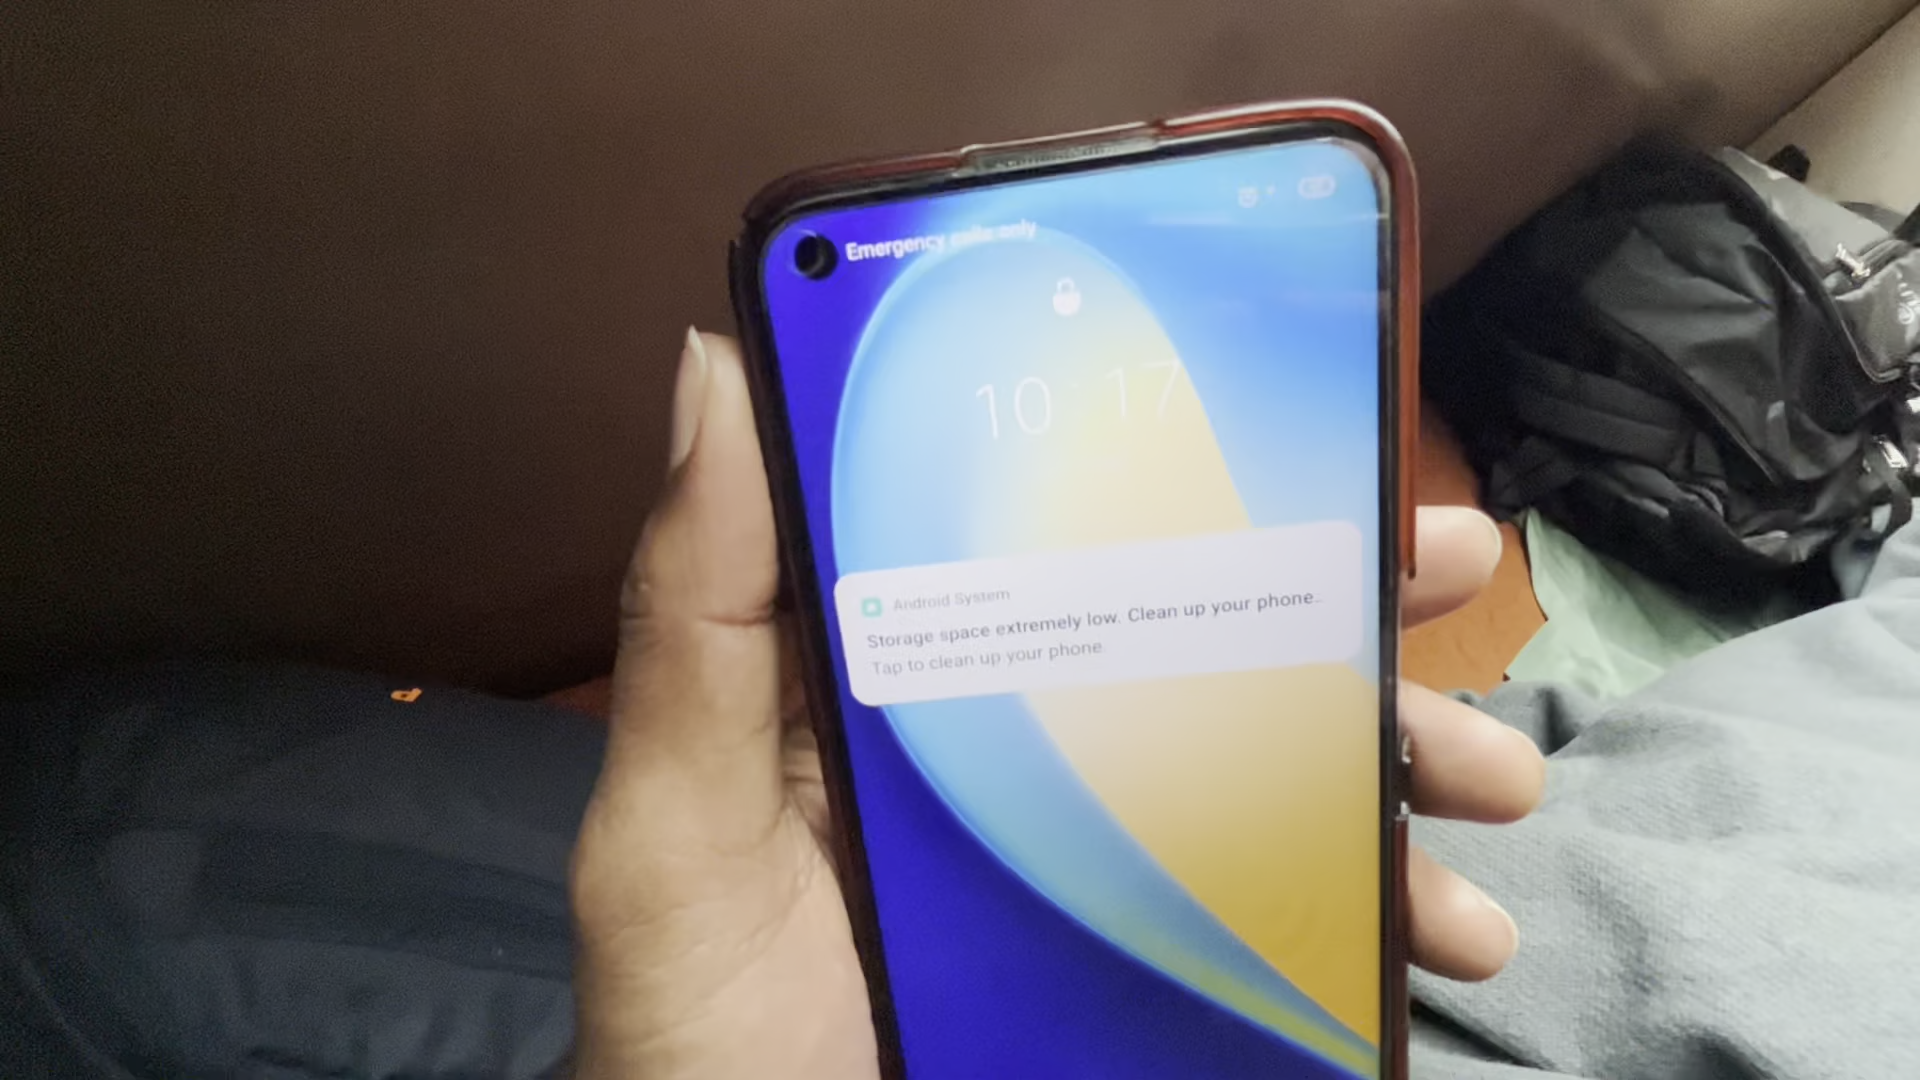 Emergency calls only
10 17
Android System
Storage space extremely low. Clean up your phone..
Tap to clean up your phone.